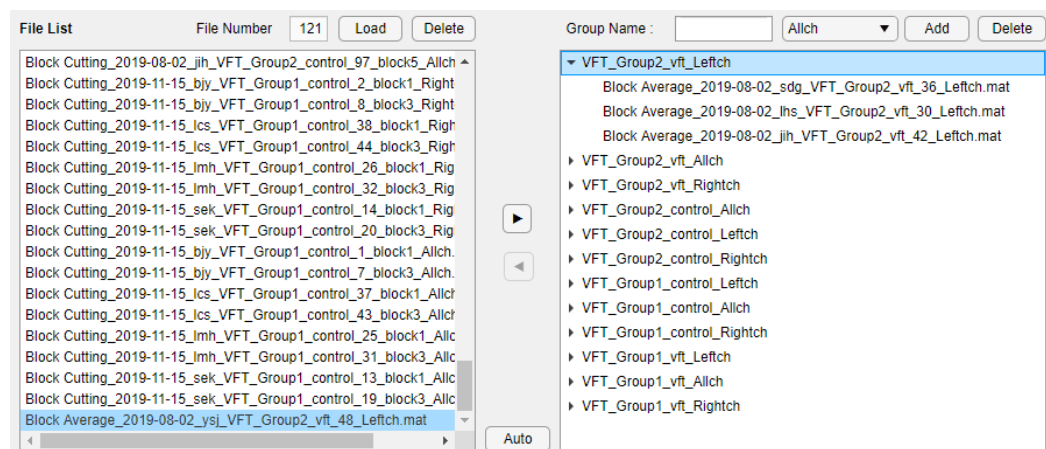 File List File Number 121 Load Delete
Block Cutting_2019-08-02_jih_VFT_Group2_control_97_block5_Allch
Block Cutting_2019-11-15_bjy_VFT_Group1_control_2_block1_Right
Block Cutting_2019-11-15_bjy_VFT_Group1_control_8_block3_Right
Block Cutting_2019-11-15_lcs_VFT_Group1_control_38_block1_Righ
Block Cutting_2019-11-15_lcs_VFT_Group1_control_44_block3_Righ
Block Cutting_2019-11-15_lmh_VFT_Group1_control_26_block1_Rig
Block Cutting_2019-11-15_lmh_VFT_Group1_control_32_block3_Rig
Block Cutting_2019-11-15_sek_VFT_Group1_control_14_block1_Rig
Block Cutting_2019-11-15_sek_VFT_Group1_control_20_block3_Rig
Block Cutting_2019-11-15_bjy_VFT_Group1_control_1_block1_Allch.
Block Cutting_2019-11-15_bjy_VFT_Group1_control_7_block3_Allch.
Block Cutting_2019-11-15_lcs_VFT_Group1_control_37_block1_Allch
Block Cutting_2019-11-15_lcs_VFT_Group1_control_43_block3_Allch
Block Cutting_2019-11-15_lmh_VFT_Group1_control_25_block1_Allc
Block Cutting_2019-11-15_lmh_VFT_Group1_control_31_block3_Allc
Block Cutting_2019-11-15_sek_VFT_Group1_control_13_block1_Allc
Block Cutting_2019-11-15_sek_VFT_Group1_control_19_block3_Allc
Block Average_2019-08-02_ysj_VFT_Group2_vft_48_Leftch.mat
Auto
Group Name : Allch Add Delete
VFT_Group2_vft_Leftch
Block Average_2019-08-02_sdg_VFT_Group2_vft_36_Leftch.mat
Block Average_2019-08-02_lhs_VFT_Group2_vft_30_Leftch.mat
Block Average_2019-08-02_jih_VFT_Group2_vft_42_Leftch.mat
VFT_Group2_vft_Allch
VFT_Group2_vft_Rightch
VFT_Group2_control_Allch
VFT_Group2_control_Leftch
VFT_Group2_control_Rightch
VFT_Group1_control_Leftch
VFT_Group1_control_Allch
VFT_Group1_control_Rightch
VFT_Group1_vft_Leftch
VFT_Group1_vft_Allch
VFT_Group1_vft_Rightch